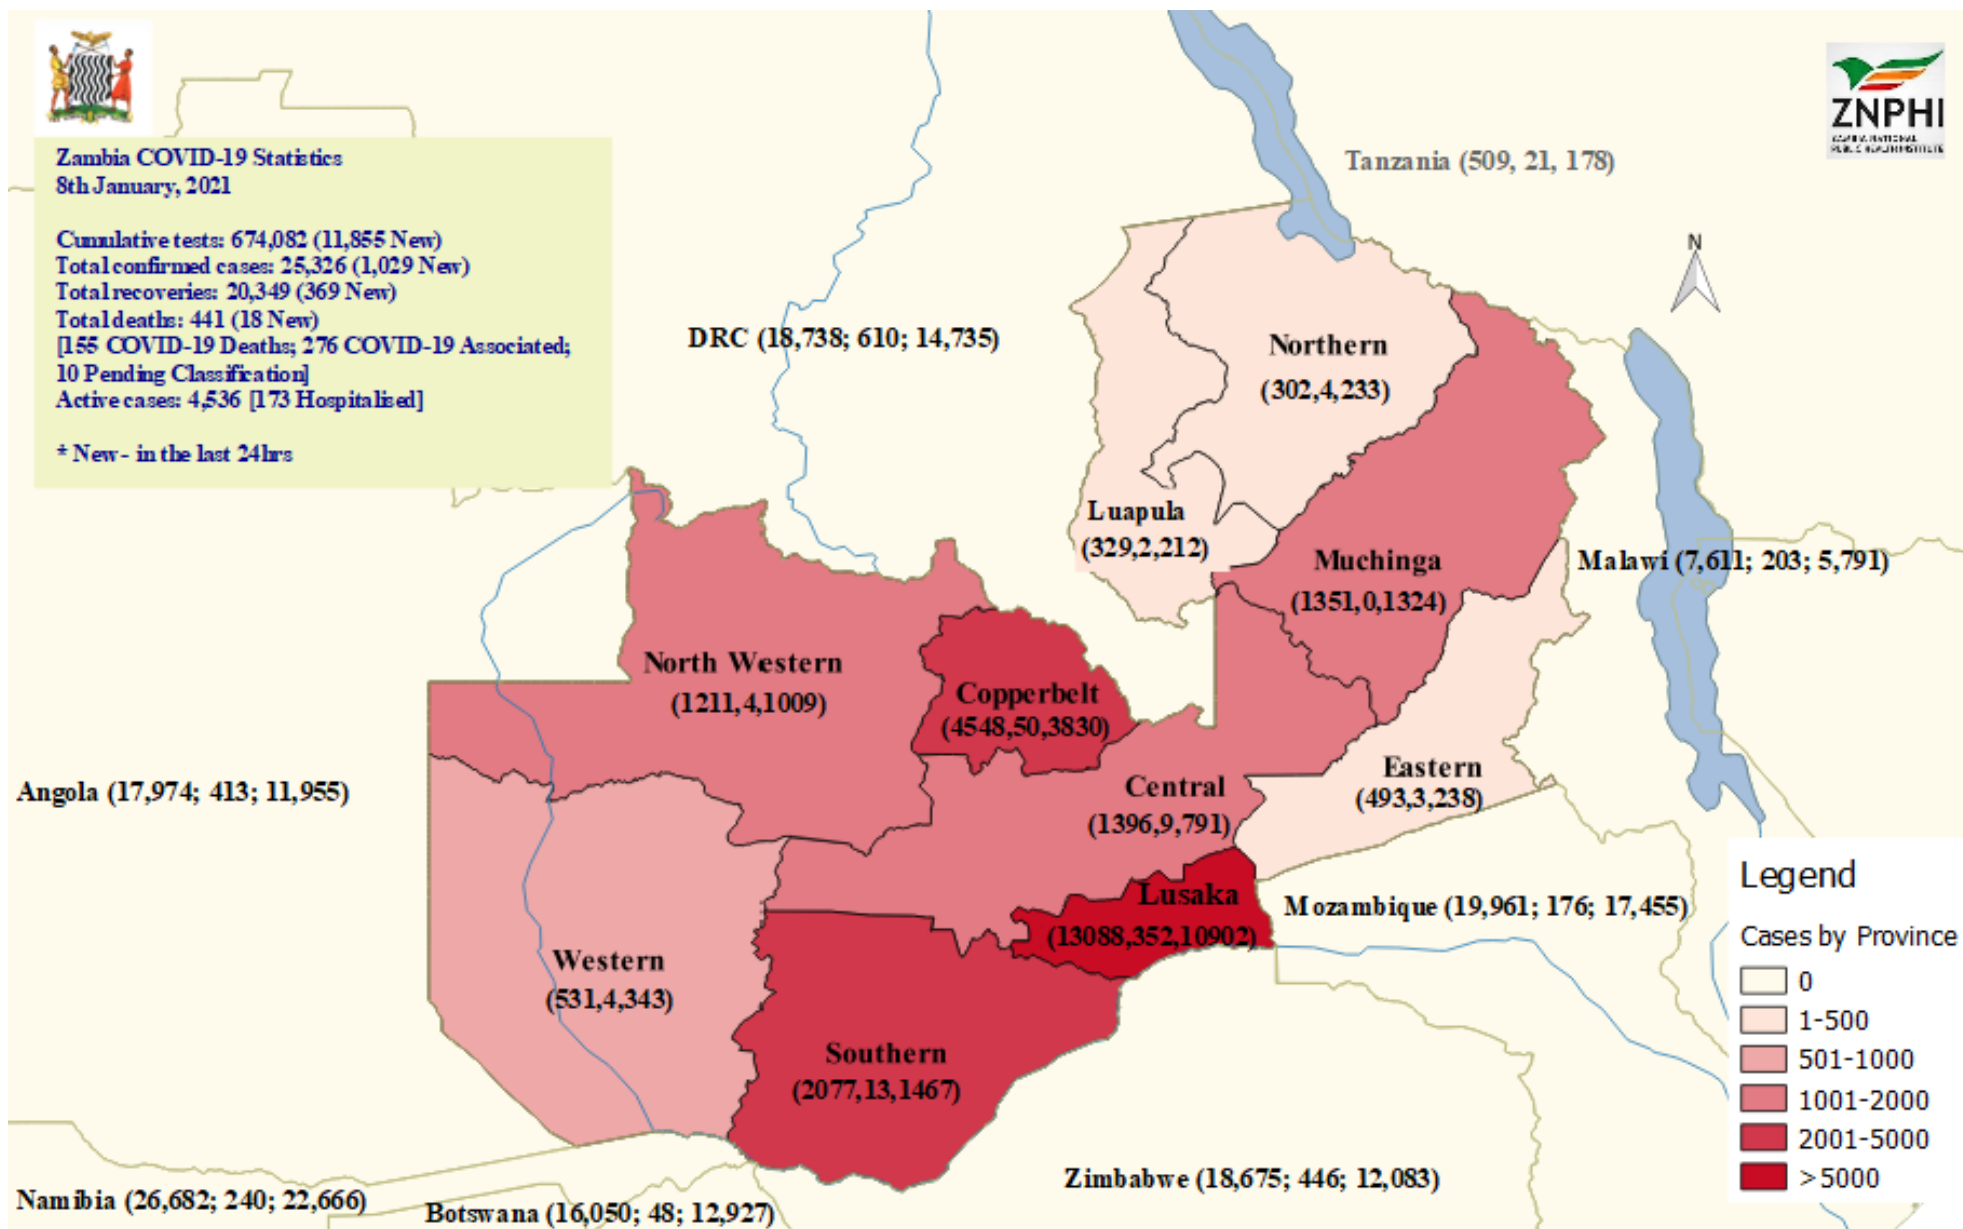 Zambia COVID-19 Statistics
8th January, 2021
Cumulative tests: 674,082 (11,855 New)
Total confirmed cases: 25,326 (1,029 New)
Total recoveries: 20,349 (369 New)
Total deaths: 441 (18 New)
[155 COVID-19 Deaths; 276 COVID-19 Associated;
10 Pending Classification]
Active cases: 4,536 [173 Hospitalised]
* New- in the last 24hrs
ZNPHI
ZAMBIA NATIONAL
PUBLIC HEALTH INSTITUTE
Tanzania (509, 21, 178)
N
DRC (18,738; 610; 14,735)
Northern
(302,4,233)
Luapula
(329,2,212)
Muchinga
(1351,0,1324)
Malawi (7,611; 203; 5,791)
North Western
(1211,4,1009)
Copperbelt
(4548,50,3830)
Angola (17,974; 413; 11,955)
Central
(1396,9,791)
Eastern
(493,3,238)
Lusaka
(13088,352,10902)
Mozambique (19,961; 176; 17,455)
Western
(531,4,343)
Southern
(2077,13,1467)
Zimbabwe (18,675; 446; 12,083)
Namibia (26,682; 240; 22,666)
Botswana (16,050; 48; 12,927)
Legend
Cases by Province
0
1-500
501-1000
1001-2000
2001-5000
>5000